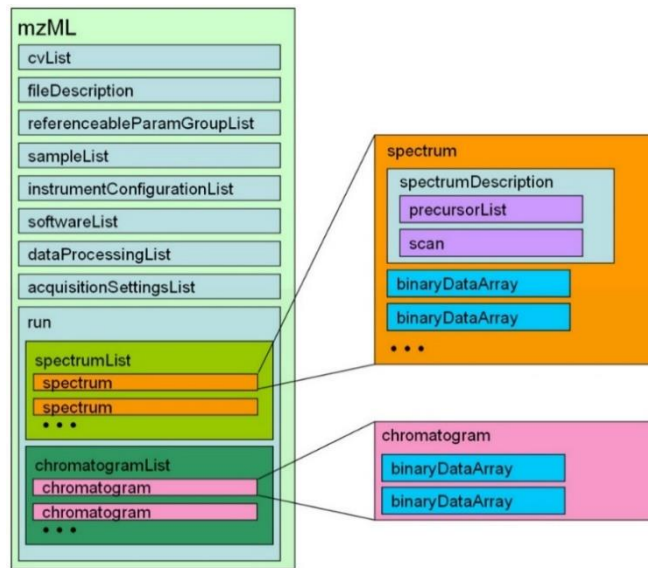 mzML
cvList
fileDescription
referenceableParamGroupList
sampleList
instrumentConfigurationList
softwareList
dataProcessingList
acquisitionSettingsList
run
spectrumList
spectrum
spectrum
• • •
chromatogramList
chromatogram
chromatogram
• • •
spectrum
spectrumDescription
precursorList
scan
binaryDataArray
binaryDataArray
• • •
chromatogram
binaryDataArray
binaryDataArray